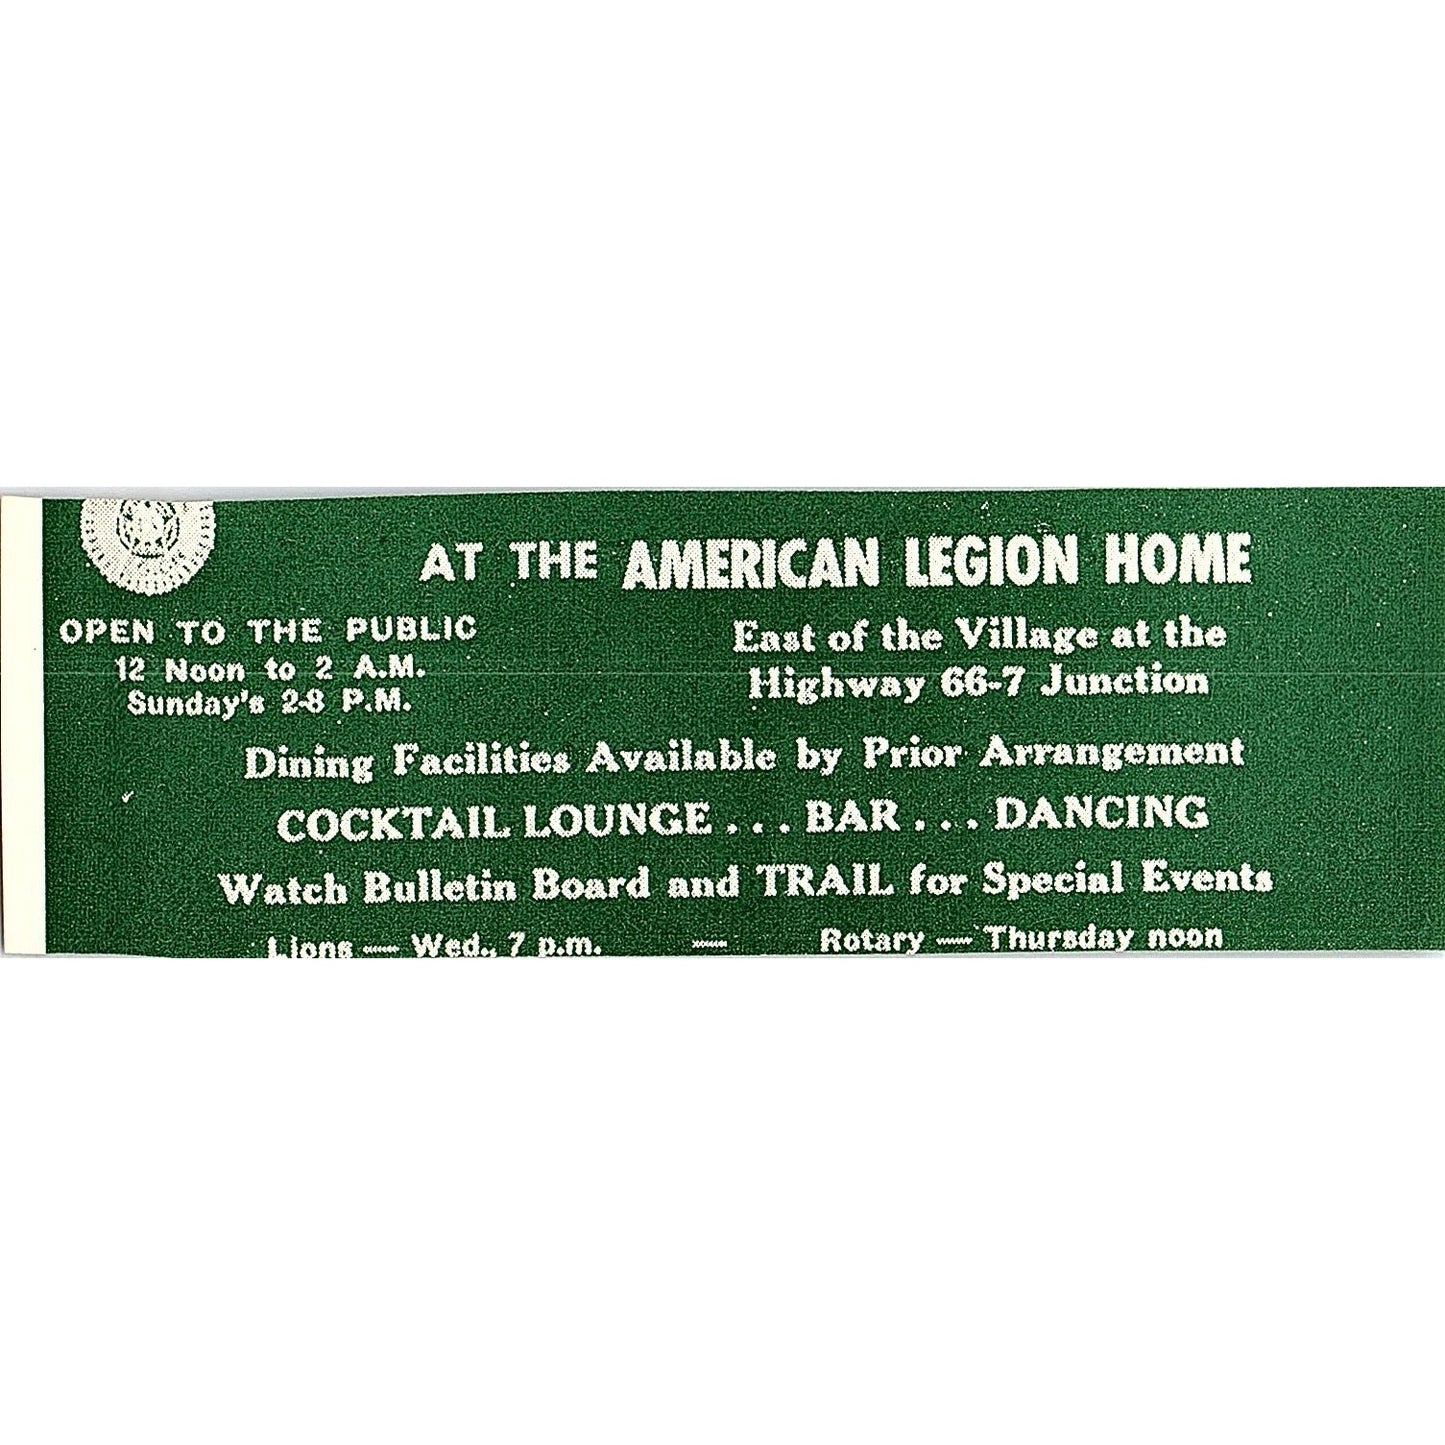 AT THE AMERICAN LEGION HOME
OPEN TO THE PUBLIC
12 Noon to 2 A.M.
Sunday's 2-8 P.M.
East of the Village at the
Highway 66-7 Junction
Dining Facilities Available by Prior Arrangement
COCKTAIL LOUNGE . . . BAR . . . DANCING
Watch Bulletin Board and TRAIL for Special Events
Lions — Wed., 7 p.m. — Rotary — Thursday noon